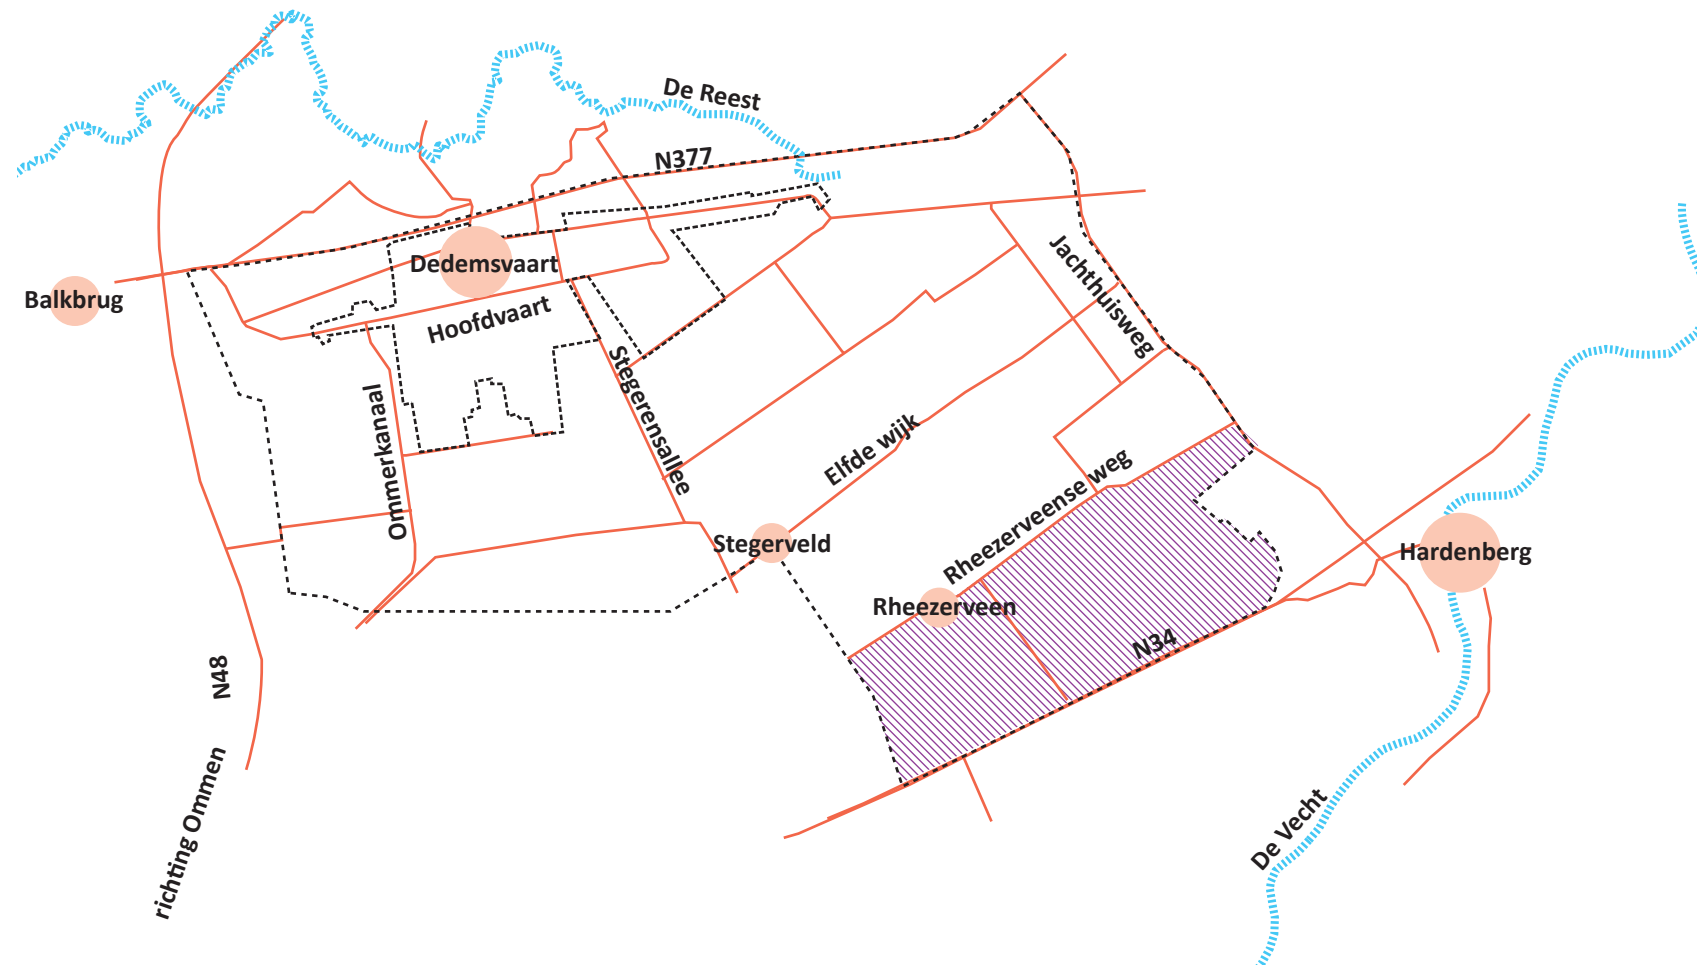 De Reest
N377
Dedemsvaart
Balkbrug
Hoofdvaart
Jachthuisweg
Stegerensallee
Ommerkanaal
Elfde wijk
Rheezerveense weg
Stegerveld
Hardenberg
Rheezerveen
N34
N48
richting Ommen
De Vecht